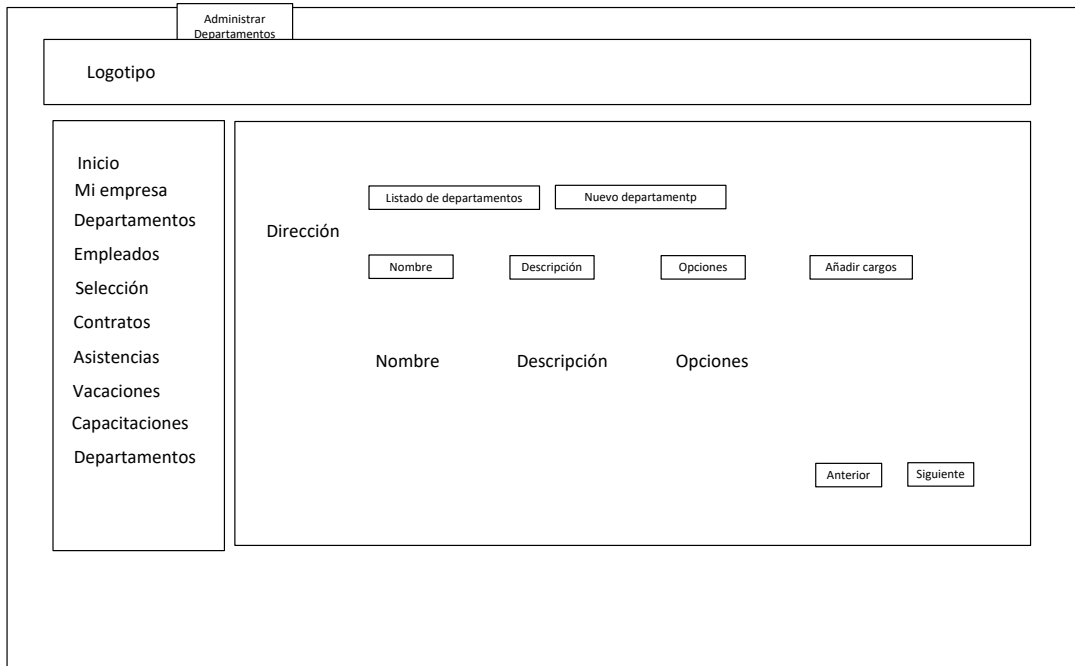 Administrar
Departamentos
Logotipo
Inicio
Mi empresa
Departamentos
Empleados
Selección
Contratos
Asistencias
Vacaciones
Capacitaciones
Departamentos
Listado de departamentos
Nuevo departamentp
Dirección
Nombre
Descripción
Opciones
Añadir cargos
Nombre
Descripción
Opciones
Anterior
Siguiente